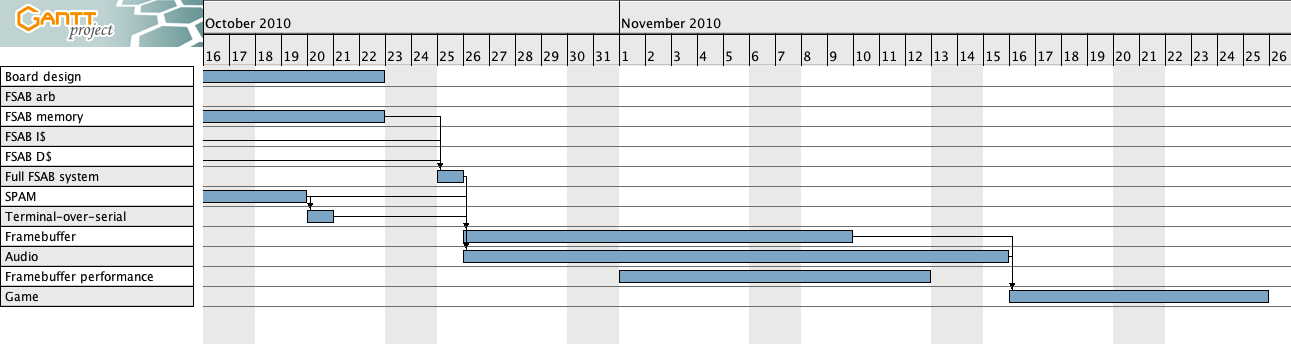 GANTT
project
October 2010
November 2010
16 17 18 19 20 21 22 23 24 25 26 27 28 29 30 31 1 2 3 4 5 6 7 8 9 10 11 12 13 14 15 16 17 18 19 20 21 22 23 24 25 26
Board design
FSAB arb
FSAB memory
FSAB I$
FSAB D$
Full FSAB system
SPAM
Terminal-over-serial
Framebuffer
Audio
Framebuffer performance
Game